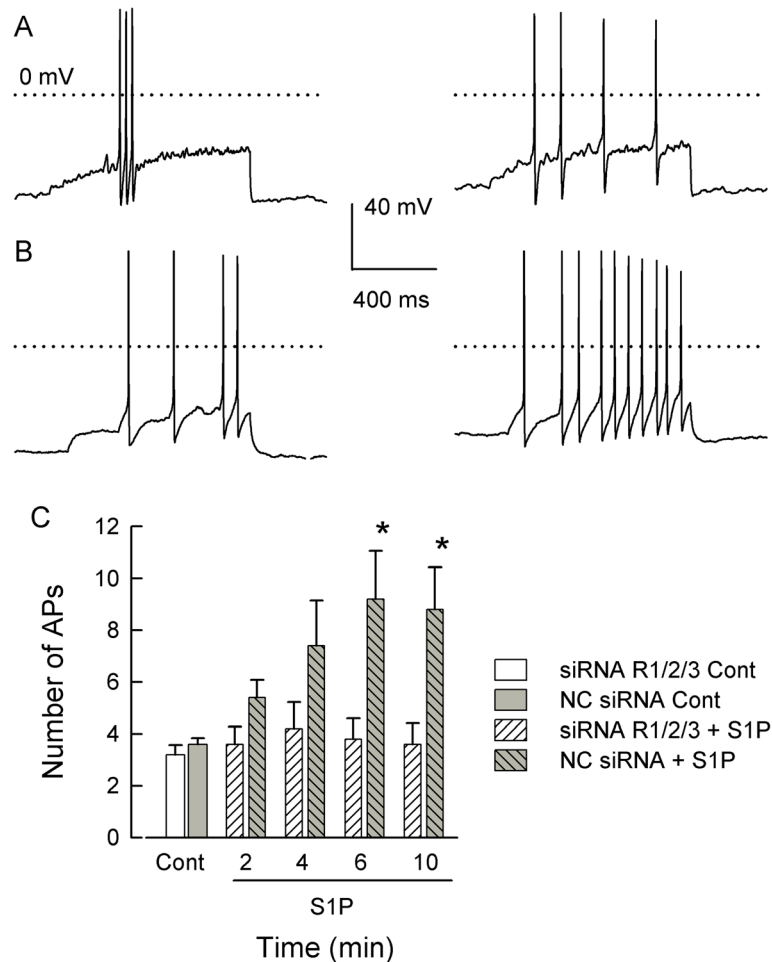 A
0 mV
40 mV
400 ms
B
C
12
10
8
6
4
2
0
Number of APs
*
*
Cont
2
4
6
10
S1P
Time (min)
siRNA R1/2/3 Cont
NC siRNA Cont
siRNA R1/2/3 + S1P
NC siRNA + S1P